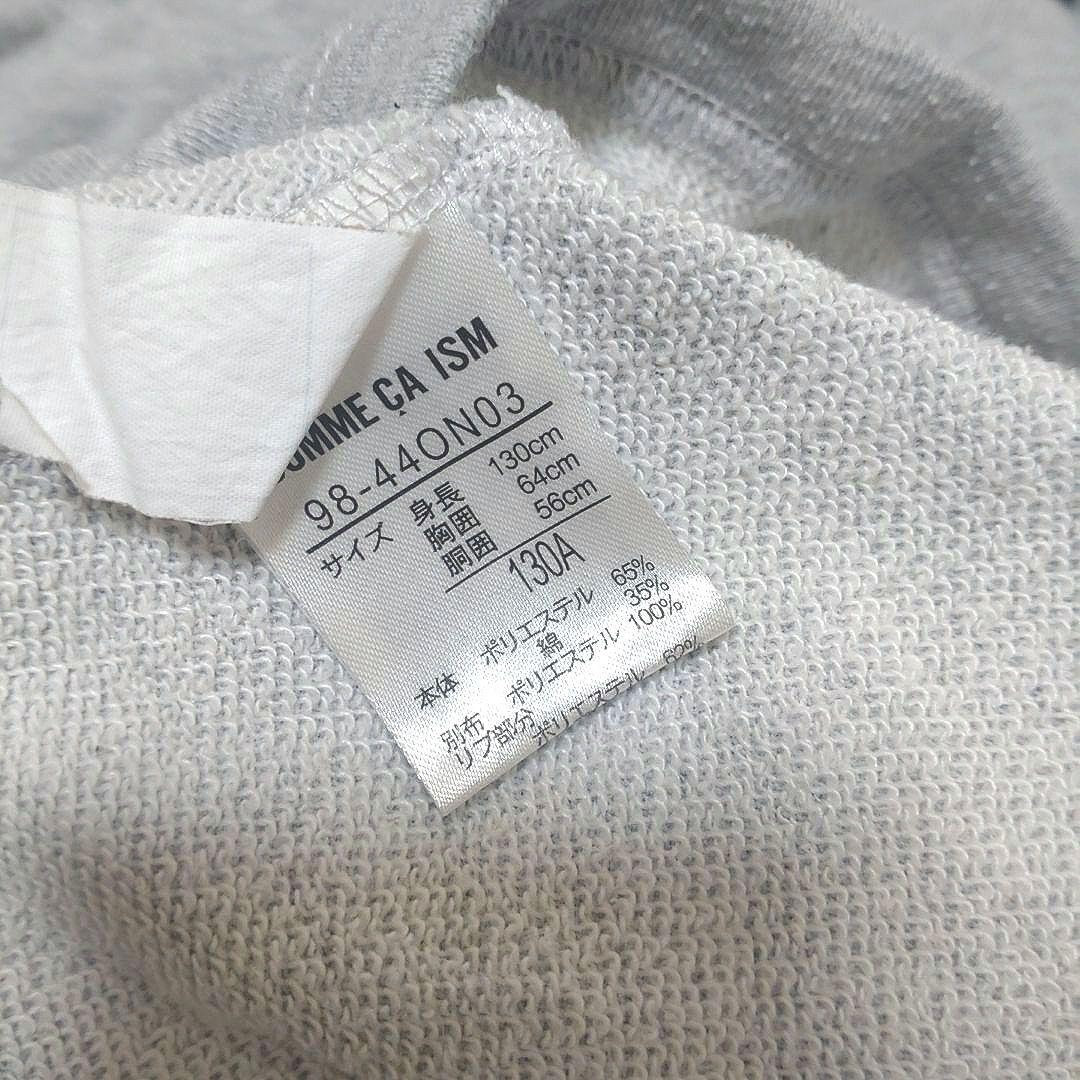 COMME ÇA ISM
98-44ON03
サイズ 身長 130cm
胸囲 64cm
胴囲 56cm
130A
本体 ポリエステル 65%
綿 35%
別布 ポリエステル 100%
リブ部分
ポリエステル